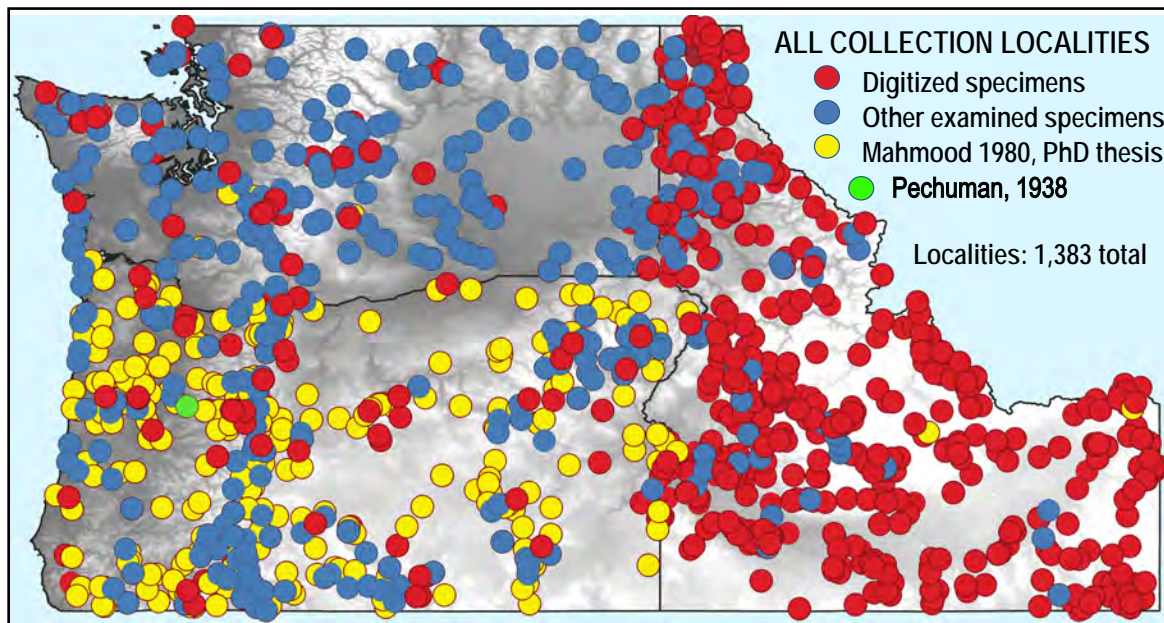 ALL COLLECTION LOCALITIES
Digitized specimens
Other examined specimens
Mahmood 1980, PhD thesis
Pechuman, 1938
Localities: 1,383 total